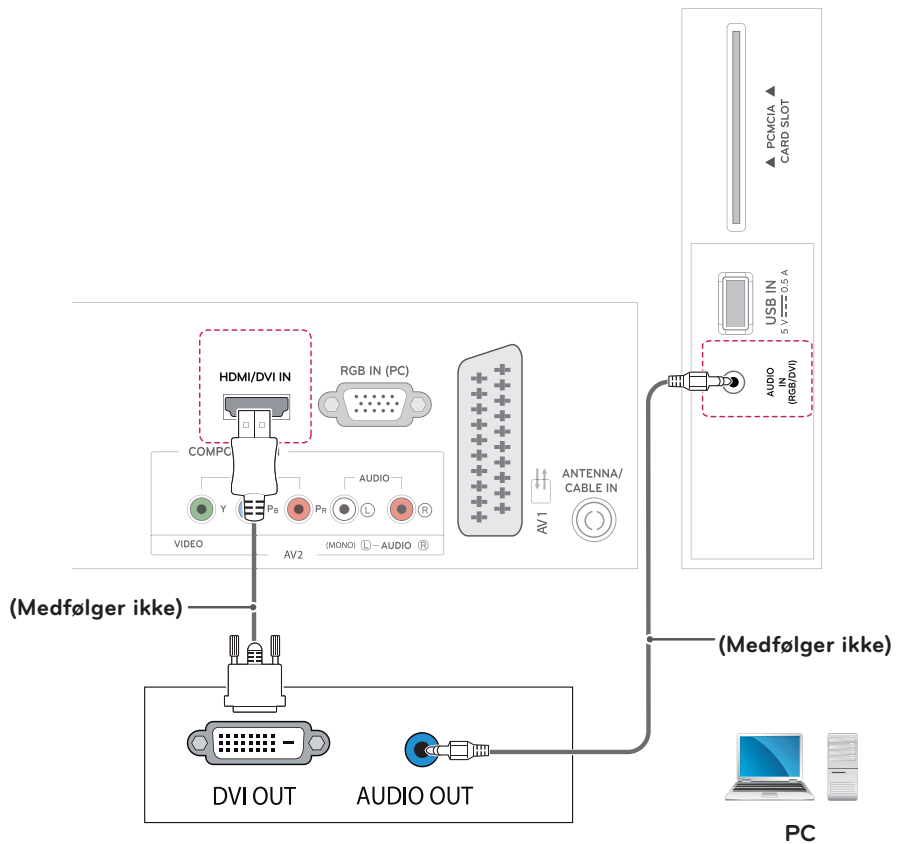 ▲ PCMCIA ▲
CARD SLOT
USB IN
5 V 0.5 A
AUDIO
IN
(RGB/DVI)
HDMI/DVI IN
RGB IN (PC)
AUDIO
Y
PB
PR
L
R
VIDEO
(MONO) L – AUDIO R
AV2
AV1
ANTENNA/
CABLE IN
(Medfølger ikke)
(Medfølger ikke)
DVI OUT
AUDIO OUT
PC